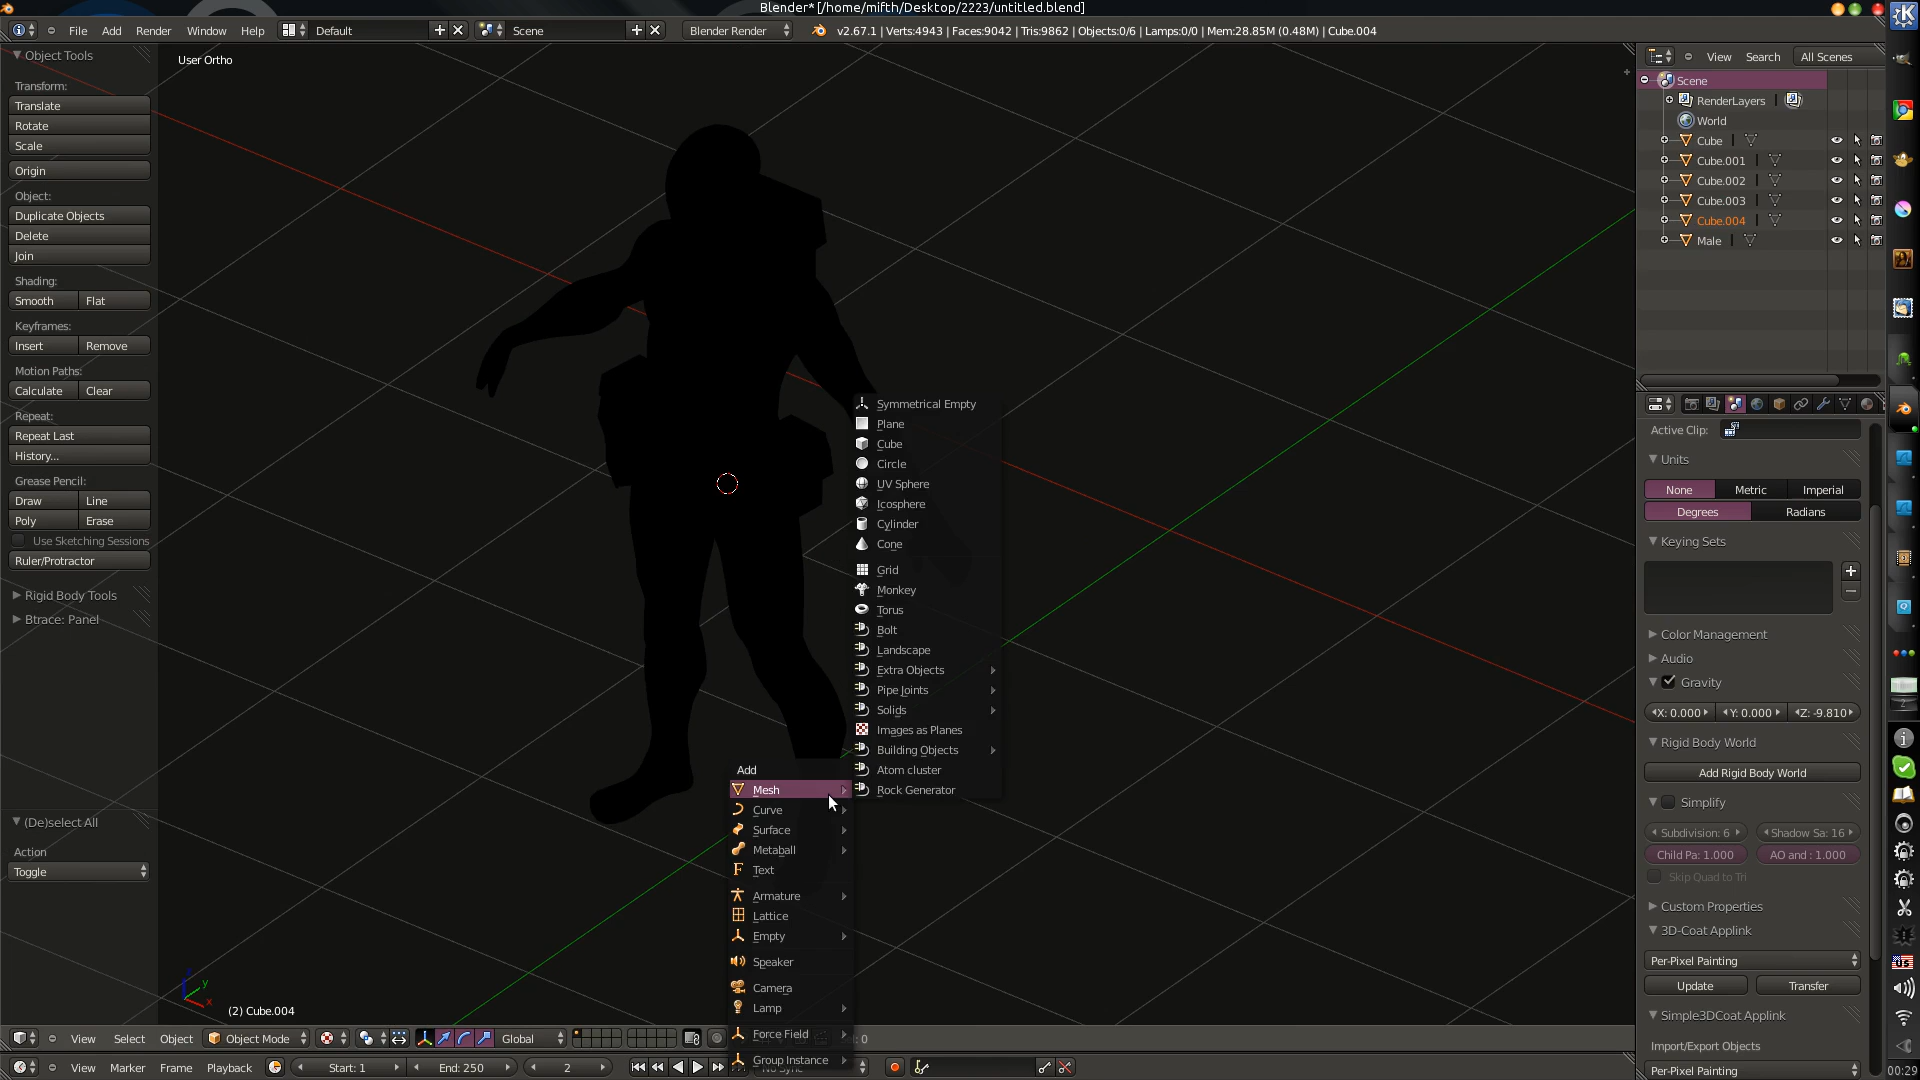 Blender* [/home/mifth/Desktop/2223/untitled.blend]
File Add Render Window Help Default Scene Blender Render v2.67.1 | Verts:4943 | Faces:9042 | Tris:9862 | Objects:0/6 | Lamps:0/0 | Mem:28.85M (0.48M) | Cube.004
Object Tools
Transform:
Translate
Rotate
Scale
Origin
Object:
Duplicate Objects
Delete
Join
Shading:
Smooth Flat
Keyframes:
Insert Remove
Motion Paths:
Calculate Clear
Repeat:
Repeat Last
History...
Grease Pencil:
Draw Line
Poly Erase
Use Sketching Sessions
Ruler/Protractor
Rigid Body Tools
Btrace: Panel
(De)select All
Action
Toggle
User Ortho
Symmetrical Empty
Plane
Cube
Circle
UV Sphere
Icosphere
Cylinder
Cone
Grid
Monkey
Torus
Bolt
Landscape
Extra Objects
Pipe Joints
Solids
Images as Planes
Building Objects
Atom cluster
Rock Generator
Add
Mesh
Curve
Surface
Metaball
Text
Armature
Lattice
Empty
Speaker
Camera
Lamp
Force Field
Group Instance
y
x
(2) Cube.004
View Select Object Object Mode Global
View Marker Frame Playback Start: 1 End: 250 2 No Sync
View Search All Scenes
Scene
RenderLayers
World
Cube
Cube.001
Cube.002
Cube.003
Cube.004
Male
Active Clip:
Units
None Metric Imperial
Degrees Radians
Keying Sets
Color Management
Audio
Gravity
X: 0.000 Y: 0.000 Z: -9.810
Rigid Body World
Add Rigid Body World
Simplify
Subdivision: 6 Shadow Sa: 16
Child Pa: 1.000 AO and : 1.000
Skip Quad to Tri
Custom Properties
3D-Coat Applink
Per-Pixel Painting
Update Transfer
Simple3DCoat Applink
Import/Export Objects
Per-Pixel Painting
US
00:29